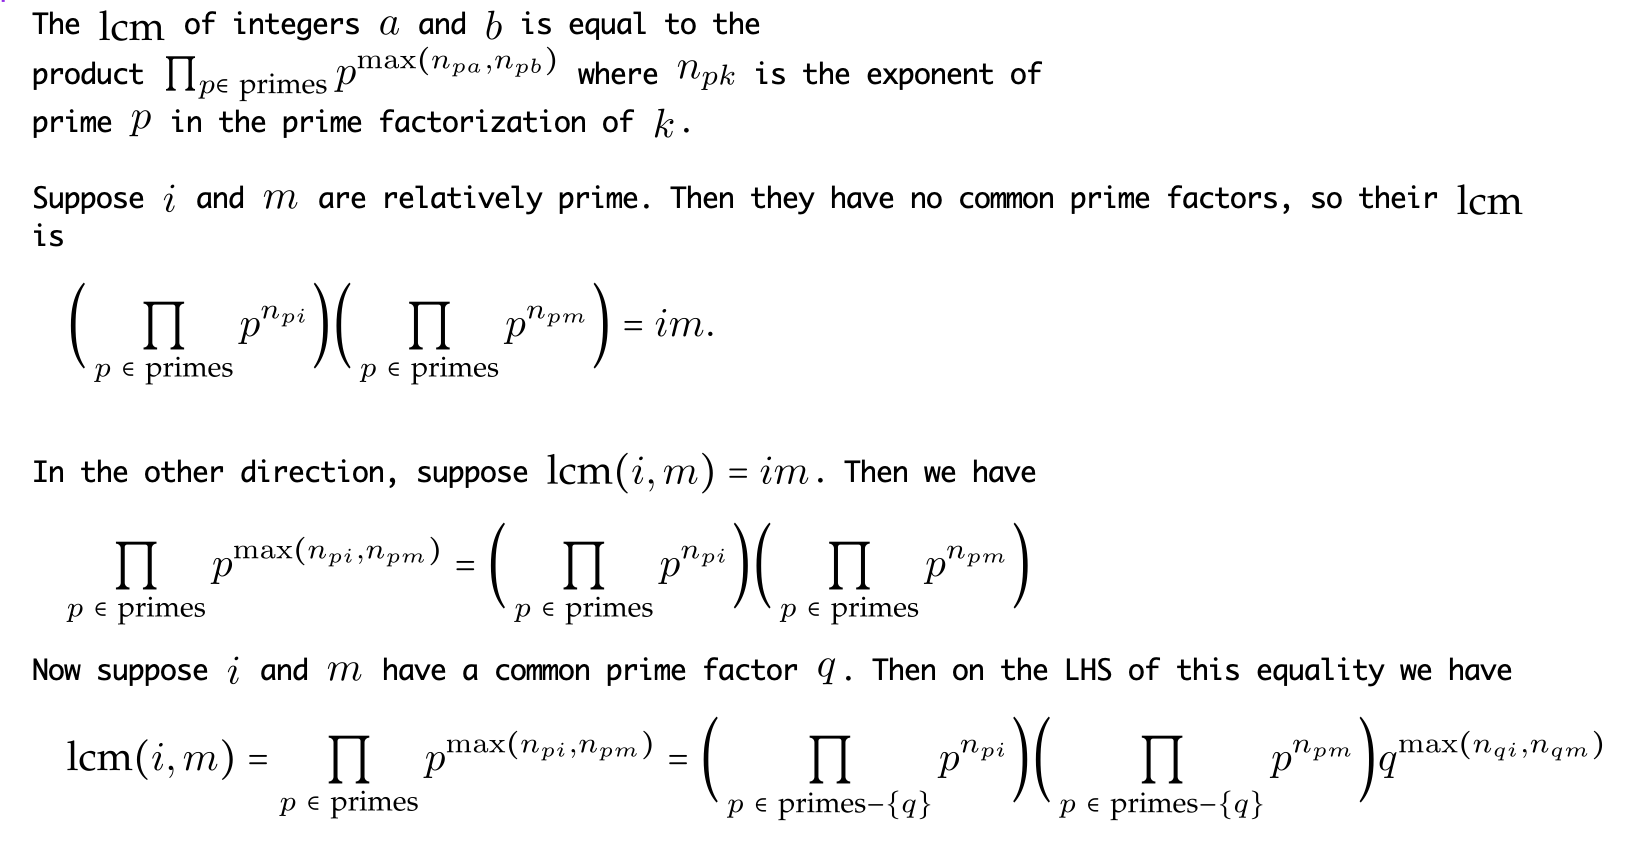 The lcm of integers a and b is equal to the
product ∏_{p∈ primes} p^{max(n_{pa},n_{pb})} where n_{pk} is the exponent of
prime p in the prime factorization of k.
Suppose i and m are relatively prime. Then they have no common prime factors, so their lcm
is
(∏_{p ∈ primes} p^{n_{pi}})(∏_{p ∈ primes} p^{n_{pm}}) = im.
In the other direction, suppose lcm(i, m) = im. Then we have
∏_{p ∈ primes} p^{max(n_{pi},n_{pm})} = (∏_{p ∈ primes} p^{n_{pi}})(∏_{p ∈ primes} p^{n_{pm}})
Now suppose i and m have a common prime factor q. Then on the LHS of this equality we have
lcm(i, m) = ∏_{p ∈ primes} p^{max(n_{pi},n_{pm})} = (∏_{p ∈ primes−{q}} p^{n_{pi}})(∏_{p ∈ primes−{q}} p^{n_{pm}})q^{max(n_{qi},n_{qm})}